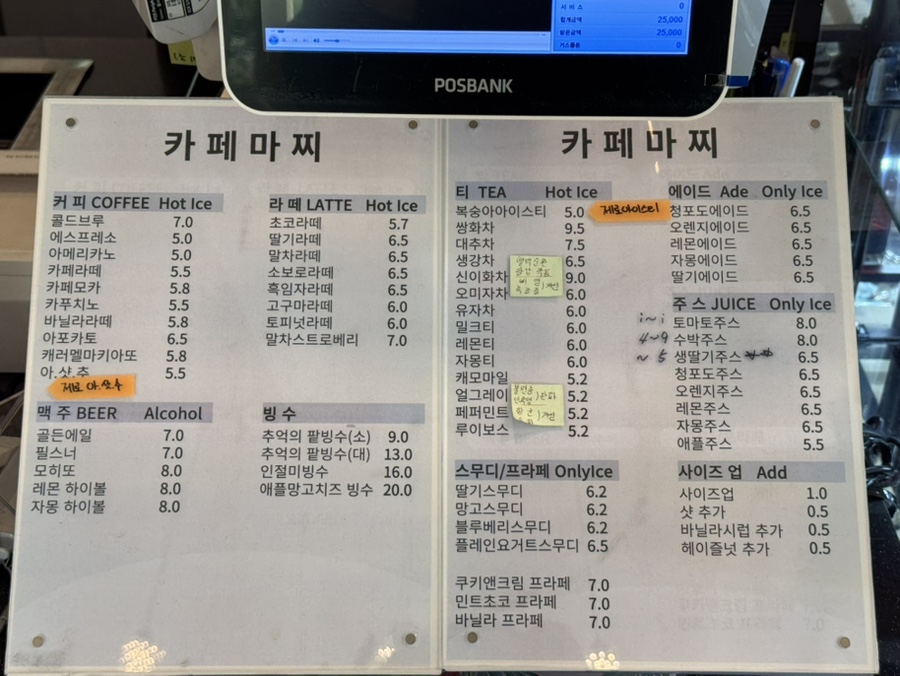 서비스 0
합계금액 25,000
받은금액 25,000
거스름돈 0
POSBANK
카페마찌
커 피 COFFEE Hot Ice
콜드브루 7.0
에스프레소 5.0
아메리카노 5.0
카페라떼 5.5
카페모카 5.8
카푸치노 5.5
바닐라라떼 5.8
아포카토 6.5
캐러멜마키아또 5.8
아.샷.추 5.5
제로 아.샷.추
라 떼 LATTE Hot Ice
초코라떼 5.7
딸기라떼 6.5
말차라떼 6.5
소보로라떼 6.5
흑임자라떼 6.5
고구마라떼 6.0
토피넛라떼 6.0
말차스트로베리 7.0
맥 주 BEER Alcohol
골든에일 7.0
필스너 7.0
모히또 8.0
레몬 하이볼 8.0
자몽 하이볼 8.0
빙 수
추억의 팥빙수(소) 9.0
추억의 팥빙수(대) 13.0
인절미빙수 16.0
애플망고치즈 빙수 20.0
카페마찌
티 TEA Hot Ice
복숭아아이스티 5.0
제로아이스티
쌍화차 9.5
대추차 7.5
생강차 6.5
신이화차 9.0
오미자차 6.0
유자차 6.0
밀크티 6.0
레몬티 6.0
자몽티 6.0
캐모마일 5.2
얼그레이 5.2
페퍼민트 5.2
루이보스 5.2
에이드 Ade Only Ice
청포도에이드 6.5
오렌지에이드 6.5
레몬에이드 6.5
자몽에이드 6.5
딸기에이드 6.5
주 스 JUICE Only Ice
토마토주스 8.0
4~9 수박주스 8.0
~ 5 생딸기주스 6.5
청포도주스 6.5
오렌지주스 6.5
레몬주스 6.5
자몽주스 6.5
애플주스 5.5
스무디/프라페 OnlyIce
딸기스무디 6.2
망고스무디 6.2
블루베리스무디 6.2
플레인요거트스무디 6.5
쿠키앤크림 프라페 7.0
민트초코 프라페 7.0
바닐라 프라페 7.0
사이즈 업 Add
사이즈업 1.0
샷 추가 0.5
바닐라시럽 추가 0.5
헤이즐넛 추가 0.5